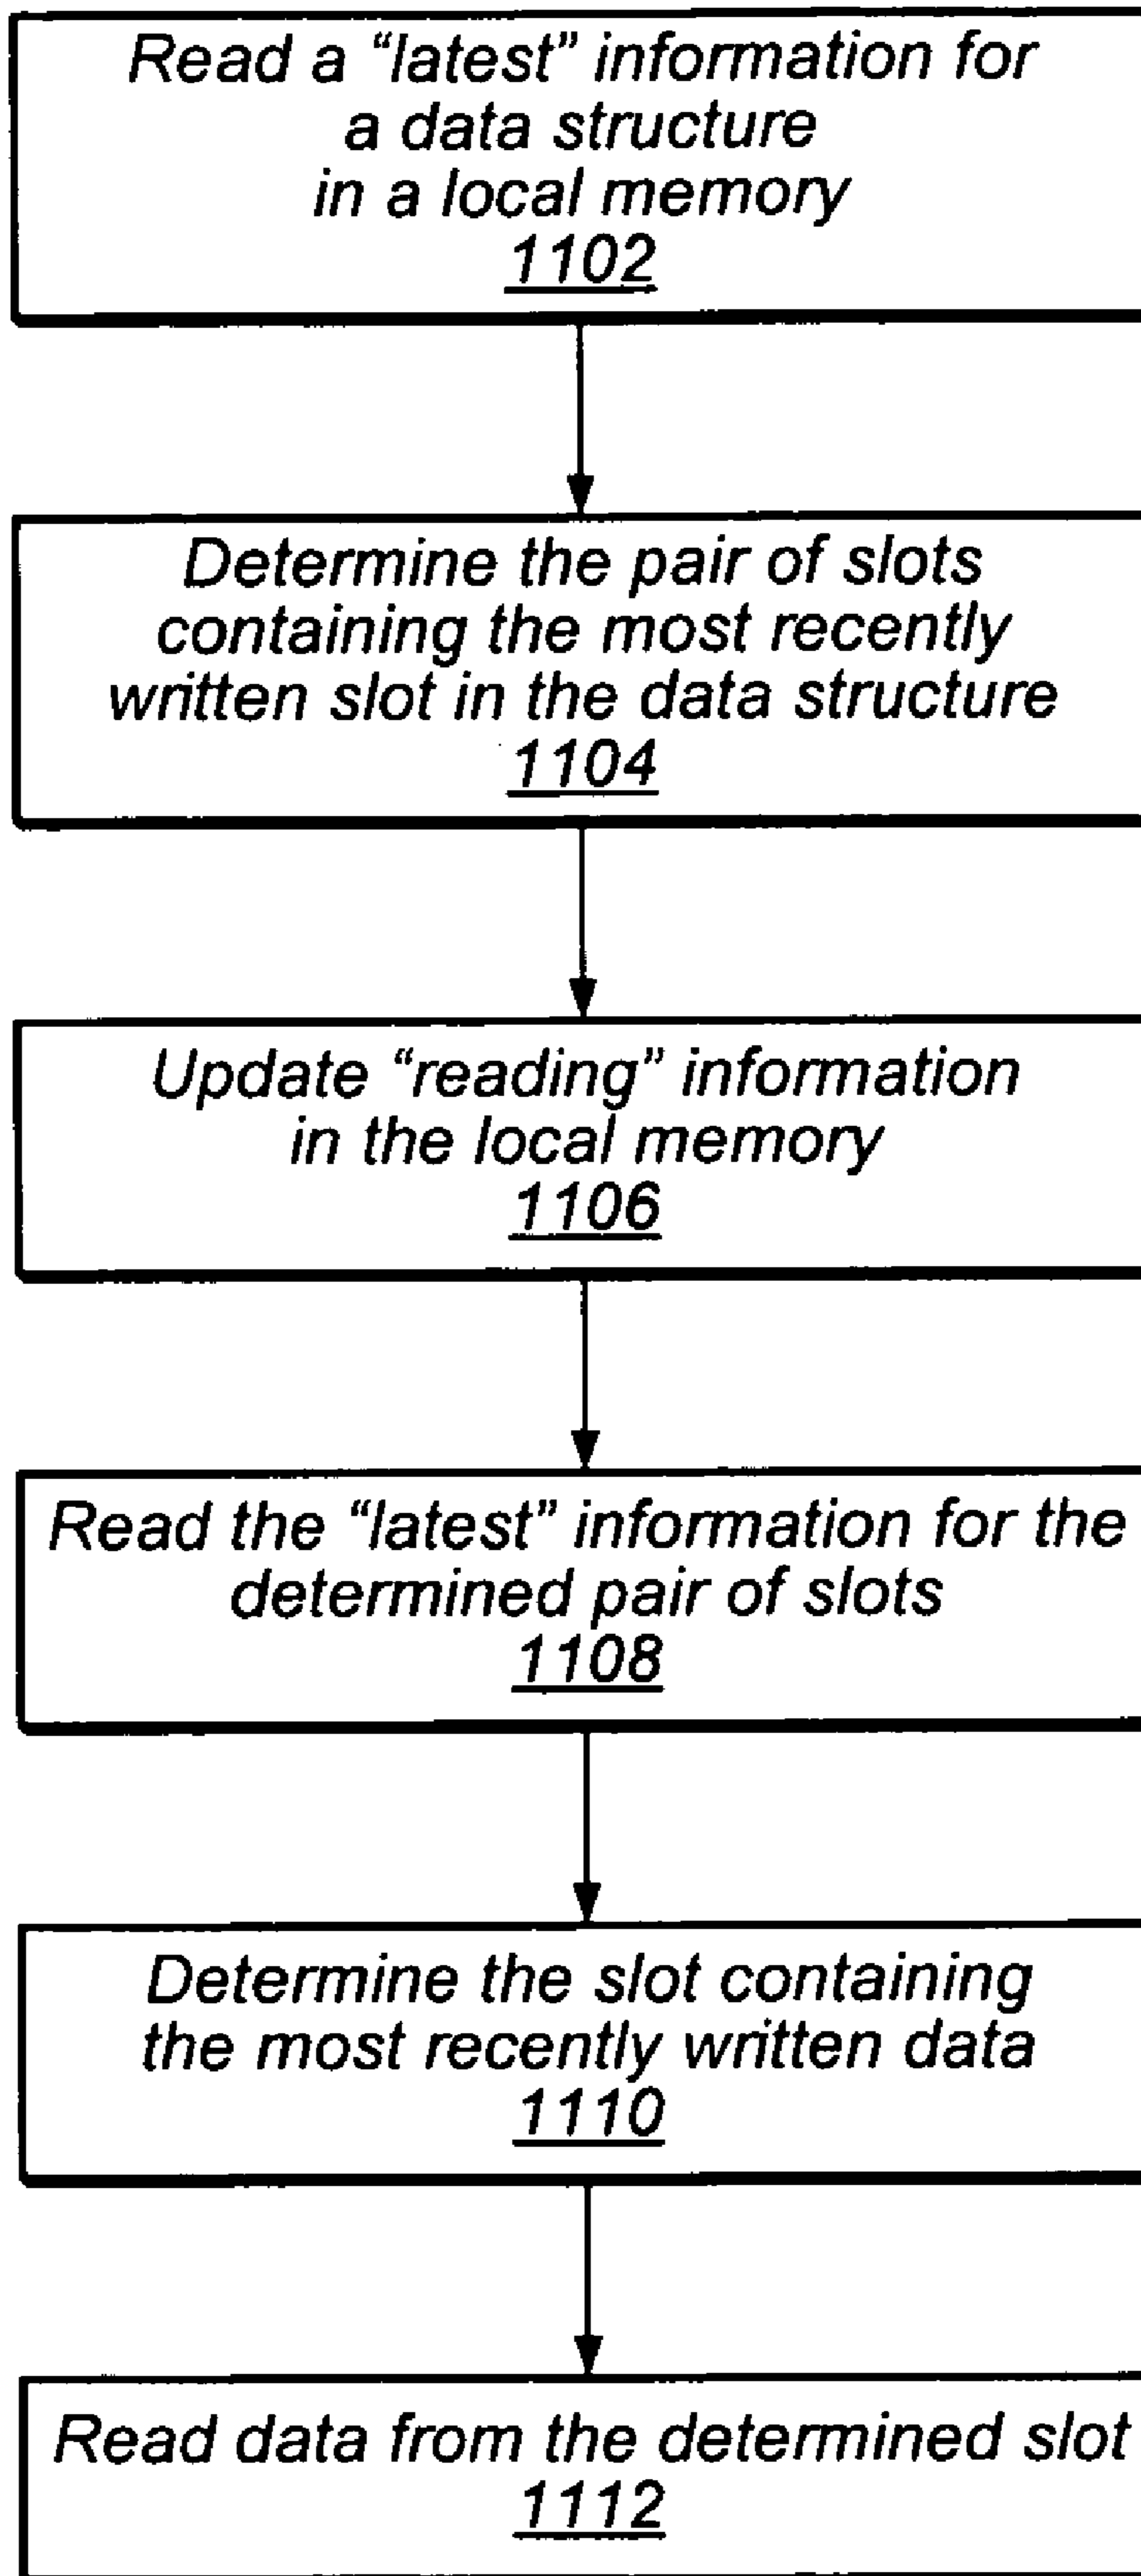 Read a “latest” information for
a data structure
in a local memory
1102
Determine the pair of slots
containing the most recently
written slot in the data structure
1104
Update “reading” information
in the local memory
1106
Read the “latest” information for the
determined pair of slots
1108
Determine the slot containing
the most recently written data
1110
Read data from the determined slot
1112